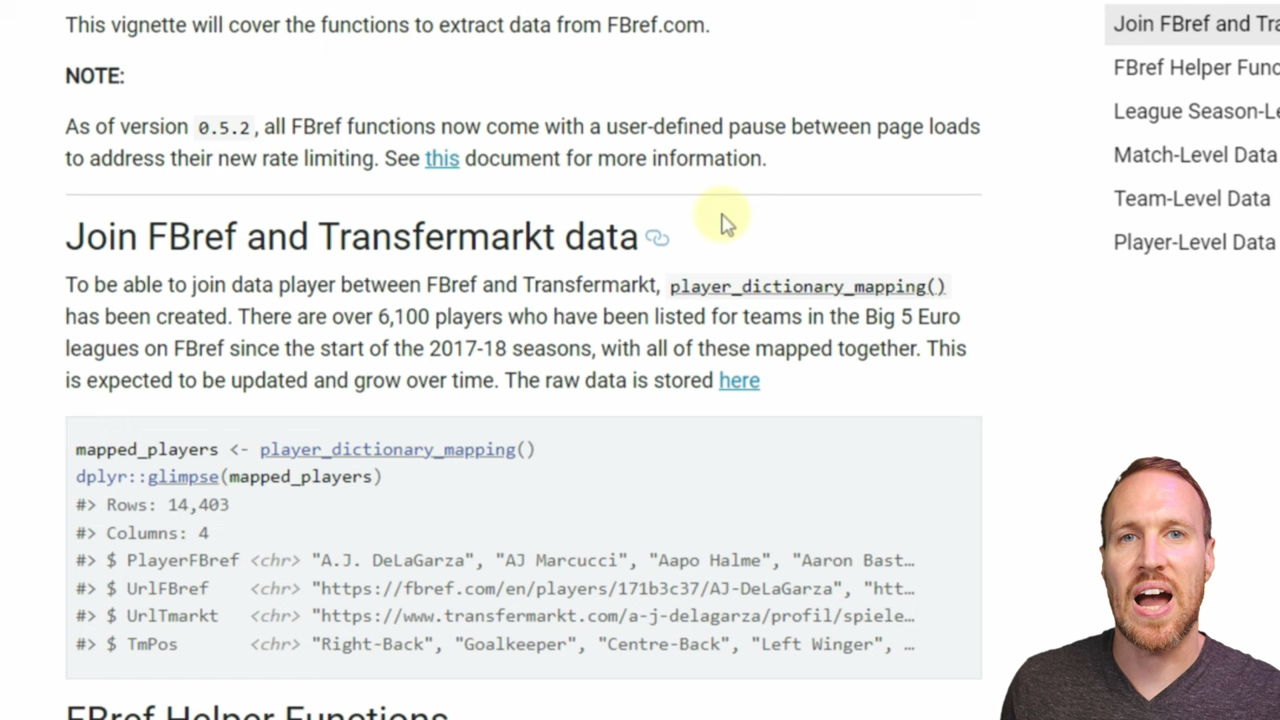 This vignette will cover the functions to extract data from FBref.com.
NOTE:
As of version 0.5.2, all FBref functions now come with a user-defined pause between page loads
to address their new rate limiting. See this document for more information.
Join FBref and Transfermarkt data
To be able to join data player between FBref and Transfermarkt, player_dictionary_mapping()
has been created. There are over 6,100 players who have been listed for teams in the Big 5 Euro
leagues on FBref since the start of the 2017-18 seasons, with all of these mapped together. This
is expected to be updated and grow over time. The raw data is stored here
mapped_players <- player_dictionary_mapping()
dplyr::glimpse(mapped_players)
#> Rows: 14,403
#> Columns: 4
#> $ PlayerFBref <chr> "A.J. DeLaGarza", "AJ Marcucci", "Aapo Halme", "Aaron Bast…
#> $ UrlFBref <chr> "https://fbref.com/en/players/171b3c37/AJ-DeLaGarza", "htt…
#> $ UrlTmarkt <chr> "https://www.transfermarkt.com/a-j-delagarza/profil/spiele…
#> $ TmPos <chr> "Right-Back", "Goalkeeper", "Centre-Back", "Left Winger", …
FBref Helper Functions
Join FBref and Tra
FBref Helper Func
League Season-Le
Match-Level Data
Team-Level Data
Player-Level Data